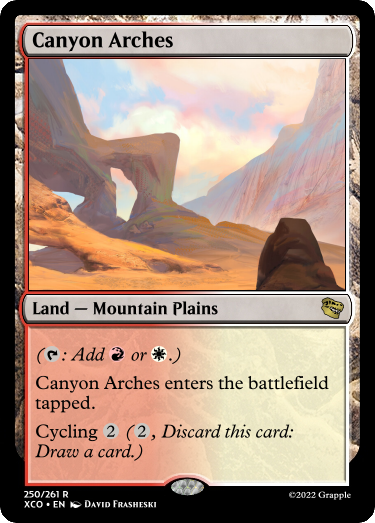 Canyon Arches
Land — Mountain Plains
(: Add or .)
Canyon Arches enters the battlefield
tapped.
Cycling 2 (2, Discard this card:
Draw a card.)
250/261 R
XCO • EN David Frasheski
©2022 Grapple